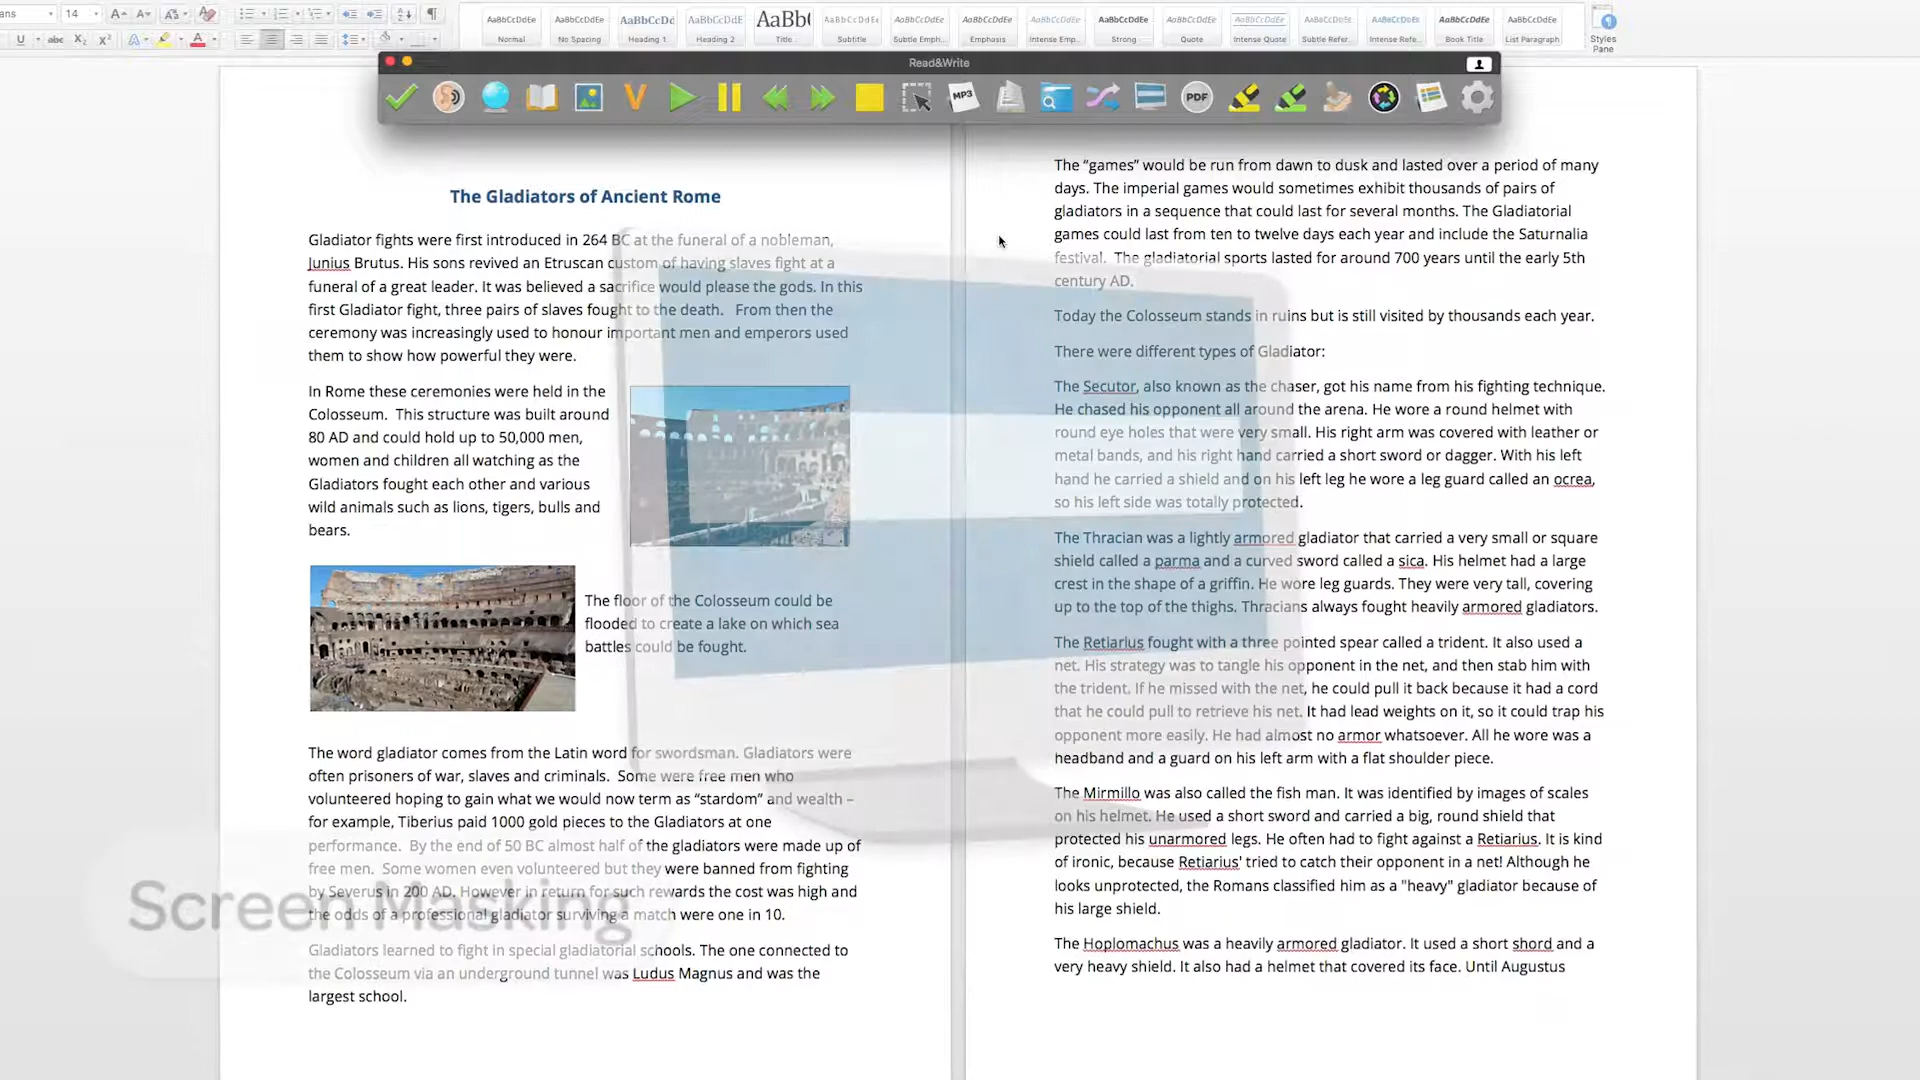 ans 14
AaBbCcDdEe AaBbCcDdEe AaBbCcDc AaBbCcDdE AaBb( AaBbCcDdEe AaBbCcDdEe AaBbCcDdEe AaBbCcDdEe AaBbCcDdEe AaBbCcDdEe AaBbCcDdEe AaBbCcDdEe AaBbCcDdEe AaBbCcDdEe AaBbCcDdEe
Normal No Spacing Heading 1 Heading 2 Title Subtitle Subtle Emph... Emphasis Intense Emp... Strong Quote Intense Quote Subtle Refer... Intense Refe... Book Title List Paragraph Styles Pane
U abc X₂ X² A A
Read&Write
MP3 PDF
The Gladiators of Ancient Rome
Gladiator fights were first introduced in 264 BC at the funeral of a nobleman,
Junius Brutus. His sons revived an Etruscan custom of having slaves fight at a
funeral of a great leader. It was believed a sacrifice would please the gods. In this
first Gladiator fight, three pairs of slaves fought to the death. From then the
ceremony was increasingly used to honour important men and emperors used
them to show how powerful they were.
In Rome these ceremonies were held in the
Colosseum. This structure was built around
80 AD and could hold up to 50,000 men,
women and children all watching as the
Gladiators fought each other and various
wild animals such as lions, tigers, bulls and
bears.
The floor of the Colosseum could be
flooded to create a lake on which sea
battles could be fought.
The word gladiator comes from the Latin word for swordsman. Gladiators were
often prisoners of war, slaves and criminals. Some were free men who
volunteered hoping to gain what we would now term as “stardom” and wealth –
for example, Tiberius paid 1000 gold pieces to the Gladiators at one
performance. By the end of 50 BC almost half of the gladiators were made up of
free men. Some women even volunteered but they were banned from fighting
by Severus in 200 AD. However in return for such rewards the cost was high and
the odds of a professional gladiator surviving a match were one in 10.
Gladiators learned to fight in special gladiatorial schools. The one connected to
the Colosseum via an underground tunnel was Ludus Magnus and was the
largest school.
The “games” would be run from dawn to dusk and lasted over a period of many
days. The imperial games would sometimes exhibit thousands of pairs of
gladiators in a sequence that could last for several months. The Gladiatorial
games could last from ten to twelve days each year and include the Saturnalia
festival. The gladiatorial sports lasted for around 700 years until the early 5th
century AD.
Today the Colosseum stands in ruins but is still visited by thousands each year.
There were different types of Gladiator:
The Secutor, also known as the chaser, got his name from his fighting technique.
He chased his opponent all around the arena. He wore a round helmet with
round eye holes that were very small. His right arm was covered with leather or
metal bands, and his right hand carried a short sword or dagger. With his left
hand he carried a shield and on his left leg he wore a leg guard called an ocrea,
so his left side was totally protected.
The Thracian was a lightly armored gladiator that carried a very small or square
shield called a parma and a curved sword called a sica. His helmet had a large
crest in the shape of a griffin. He wore leg guards. They were very tall, covering
up to the top of the thighs. Thracians always fought heavily armored gladiators.
The Retiarius fought with a three pointed spear called a trident. It also used a
net. His strategy was to tangle his opponent in the net, and then stab him with
the trident. If he missed with the net, he could pull it back because it had a cord
that he could pull to retrieve his net. It had lead weights on it, so it could trap his
opponent more easily. He had almost no armor whatsoever. All he wore was a
headband and a guard on his left arm with a flat shoulder piece.
The Mirmillo was also called the fish man. It was identified by images of scales
on his helmet. He used a short sword and carried a big, round shield that
protected his unarmored legs. He often had to fight against a Retiarius. It is kind
of ironic, because Retiarius' tried to catch their opponent in a net! Although he
looks unprotected, the Romans classified him as a "heavy" gladiator because of
his large shield.
The Hoplomachus was a heavily armored gladiator. It used a short shord and a
very heavy shield. It also had a helmet that covered its face. Until Augustus
Screen Masking